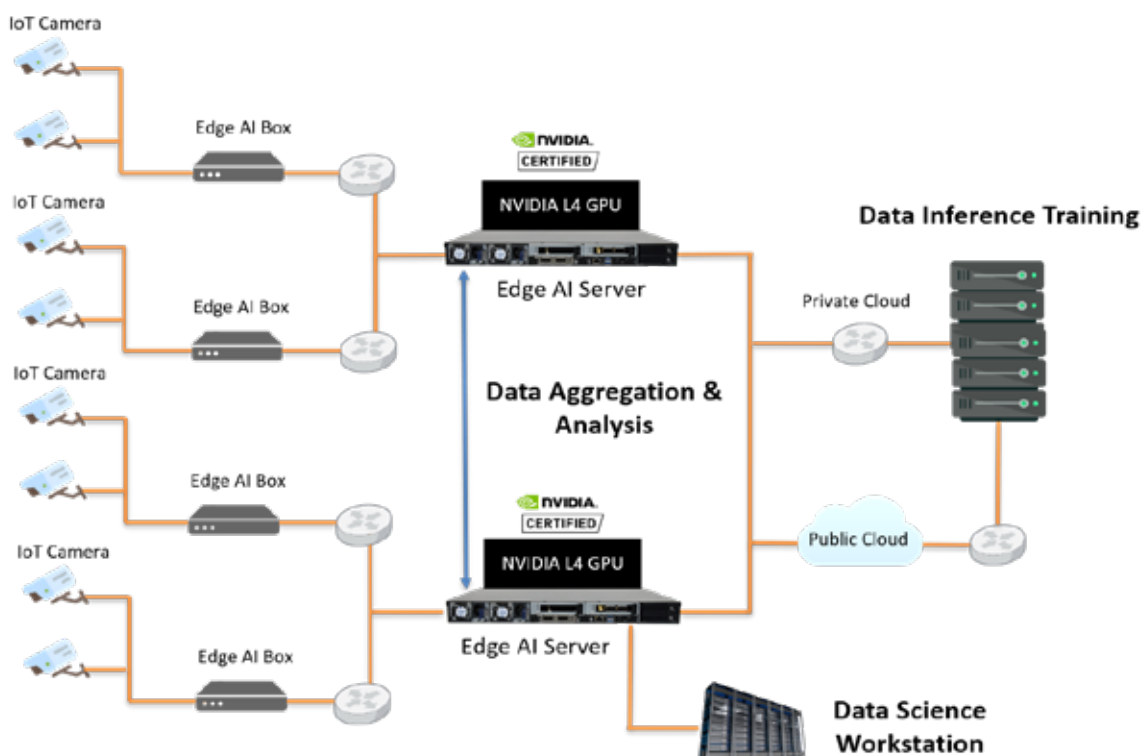 IoT Camera
Edge AI Box
NVIDIA.
CERTIFIED
NVIDIA L4 GPU
Edge AI Server
IoT Camera
Edge AI Box
Data Inference Training
Private Cloud
IoT Camera
Edge AI Box
Data Aggregation &
Analysis
NVIDIA.
CERTIFIED
NVIDIA L4 GPU
Edge AI Server
Public Cloud
IoT Camera
Edge AI Box
Data Science
Workstation